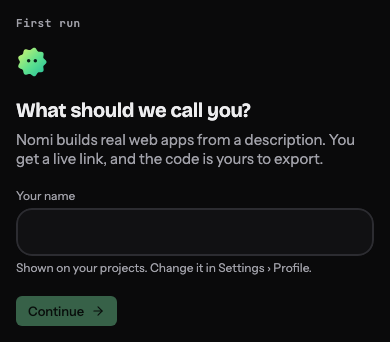 First run
What should we call you?
Nomi builds real web apps from a description. You
get a live link, and the code is yours to export.
Your name
Shown on your projects. Change it in Settings › Profile.
Continue →